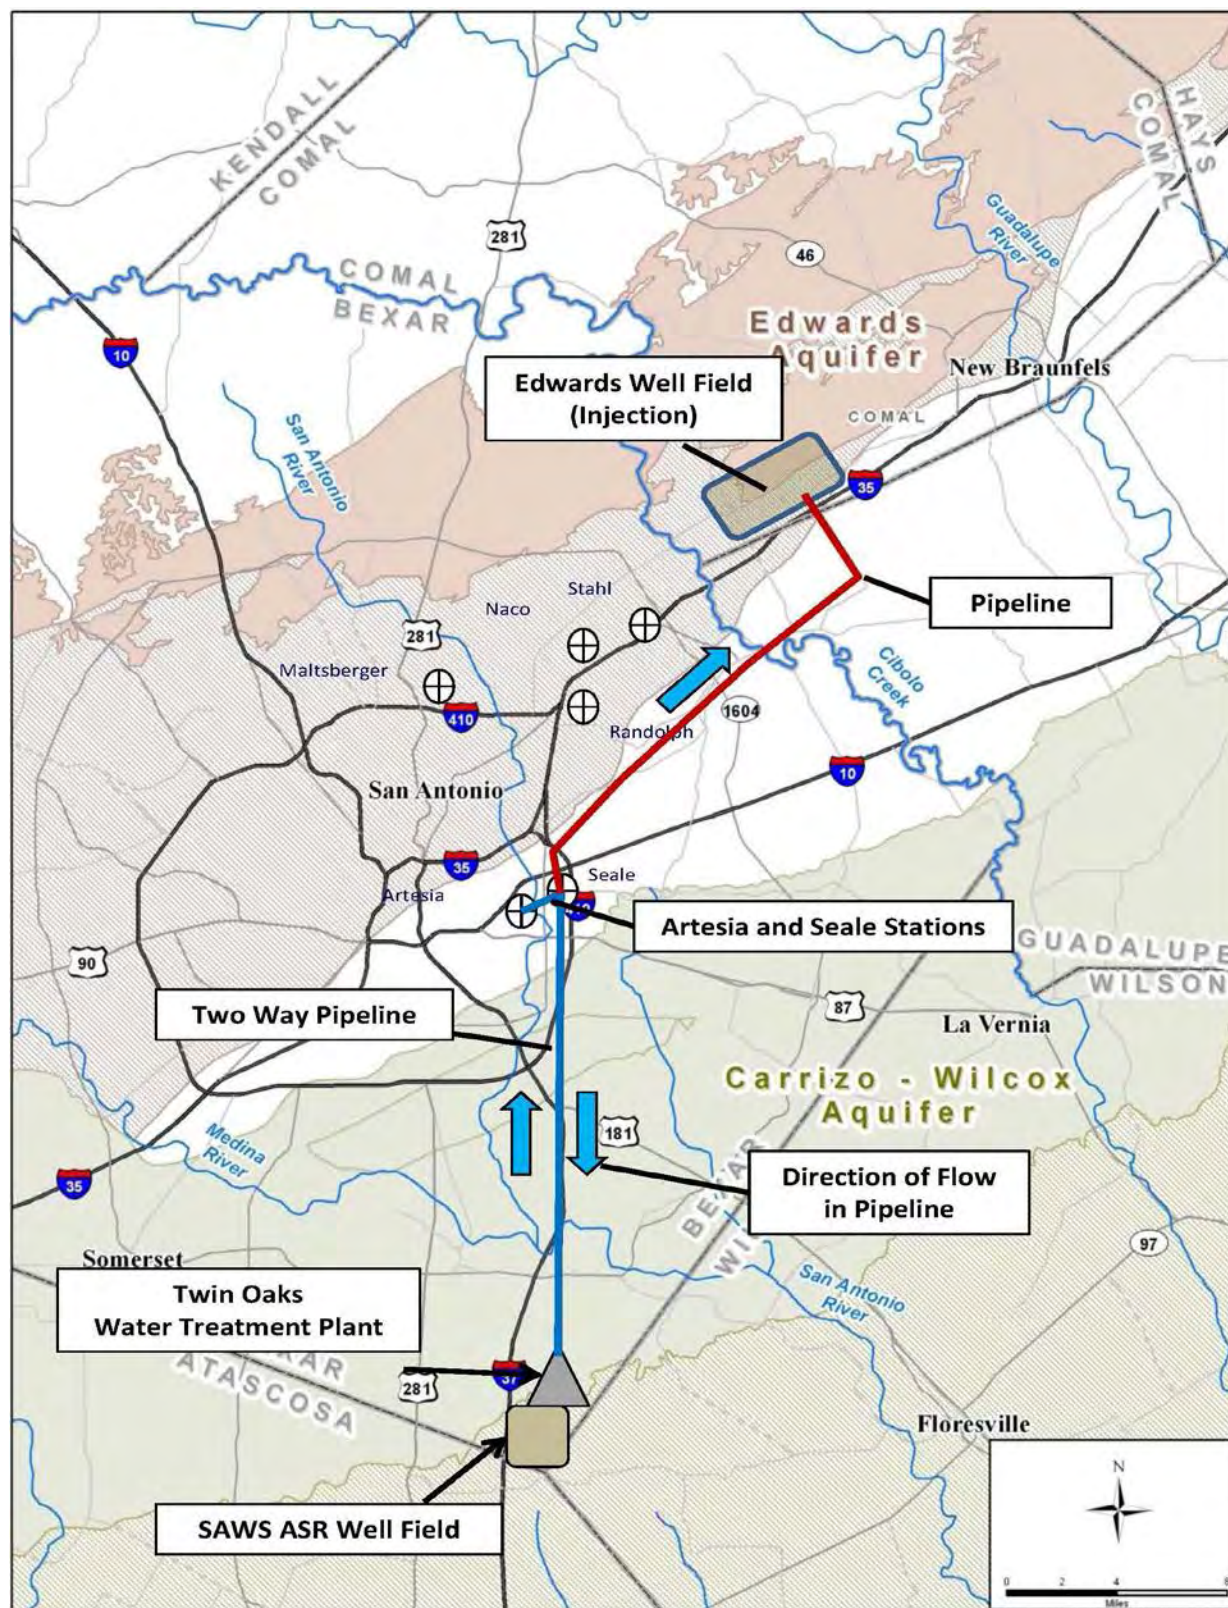 KENDALL
COMAL
HAYS
COMAL
281
COMAL
BEXAR
46
Guadalupe
River
10
Edwards
Aquifer
New Braunfels
Edwards Well Field
(Injection)
COMAL
San Antonio
River
35
Stahl
Naco
Pipeline
281
Maltsberger
Cibolo
Creek
410
1604
Randolph
10
San Antonio
35
Seale
Artesia
Artesia and Seale Stations
GUADALUPE
WILSON
90
87
Two Way Pipeline
La Vernia
Carrizo - Wilcox
Aquifer
181
Medina
River
35
Direction of Flow
in Pipeline
BEXAR
97
Somerset
San Antonio
River
Twin Oaks
Water Treatment Plant
ATASCOSA
281
37
Floresville
SAWS ASR Well Field
N
0 2 4 8
Miles